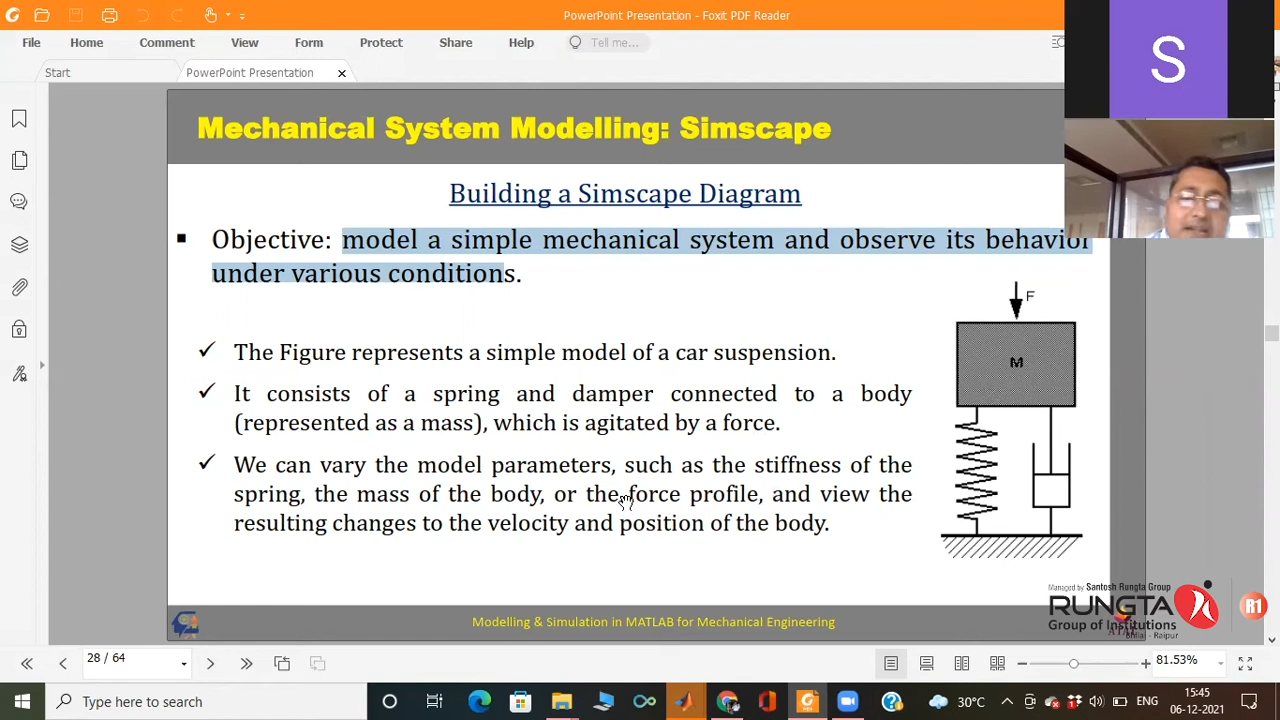 PowerPoint Presentation - Foxit PDF Reader
File Home Comment View Form Protect Share Help Tell me...
Start PowerPoint Presentation
S
Mechanical System Modelling: Simscape
Building a Simscape Diagram
Objective: model a simple mechanical system and observe its behavior
under various conditions.
F
M
The Figure represents a simple model of a car suspension.
It consists of a spring and damper connected to a body
(represented as a mass), which is agitated by a force.
We can vary the model parameters, such as the stiffness of the
spring, the mass of the body, or the force profile, and view the
resulting changes to the velocity and position of the body.
Managed by Santosh Rungta Group
RUNGTA
Group of Institutions
Bhilai - Raipur
R1
Modelling & Simulation in MATLAB for Mechanical Engineering
28 / 64
81.53%
Type here to search
30°C
ENG
15:45
06-12-2021